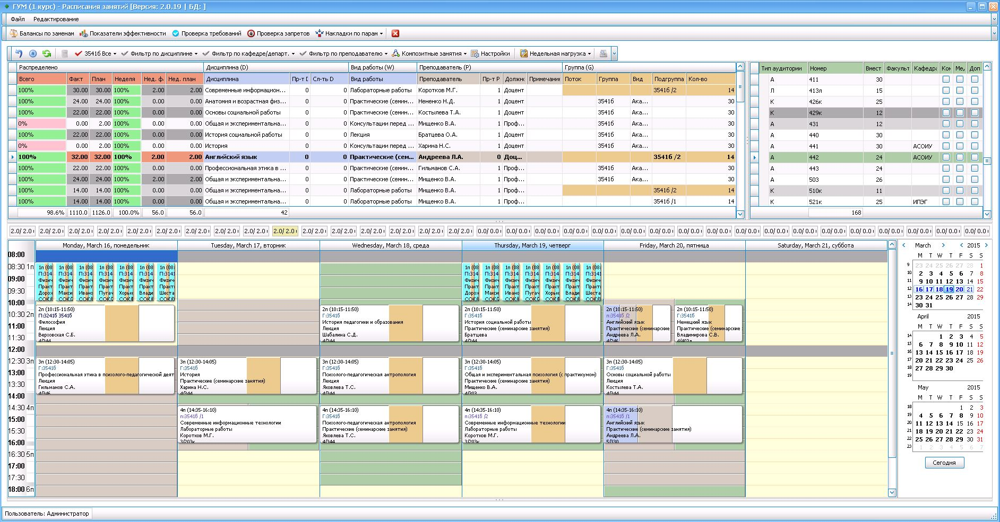 ГУМ (1 курс) - Расписания занятий [Версия: 2.0.19 | БД: ]
Файл Редактирование
Балансы по заменам Показатели эффективности Проверка требований Проверка запретов Накладки по парам
35416 Все Фильтр по дисциплине Фильтр по кафедре/департ. Фильтр по преподавателю Композитные занятия Настройки Недельная нагрузка
Распределено Дисциплина (D) Вид работы (W) Преподаватель (P) Группа (G)
Всего Факт План Неделя Нед. ф. Нед. план Дисциплина Пр-т D Сл-ть D Вид работы Преподаватель Пр-т P Должн Примечание Поток Группа Вид Подгруппа Кол-во
100% 30.00 30.00 100% 2.00 2.00 Современные информацион... 0 0 Лабораторные работы Коротков М.Г. 1 Доцент 3541б /2 14
100% 24.00 24.00 100% 0.00 0.00 Анатомия и возрастная физ... 0 0 Практические (семин... Нененко Н.Д. 1 Доцент 3541б Ака... 30
100% 22.00 22.00 100% 0.00 0.00 Основы социальной работы 0 0 Практические (семин... Костылева Т.А. 1 Доцент 3541б Ака... 30
0% 0.00 2.00 100% 0.00 0.00 Общая и экспериментальна... 0 0 Консультации перед ... Мищенко В.А. 1 Проф... 3541б Ака... 30
100% 22.00 22.00 100% 0.00 0.00 История социальной работы 0 0 Лекция Братцева О.А. 1 Доцент 3541б Ака... 30
0% 0.00 2.00 100% 0.00 0.00 История 0 0 Консультации перед ... Харина Н.С. 1 Доцент 3541б Ака... 30
100% 32.00 32.00 100% 2.00 2.00 Английский язык 0 0 Практические (сем... Андреева Л.А. 0 Доц... 3541б /2 14
100% 22.00 22.00 100% 0.00 0.00 Профессиональная этика в ... 0 0 Практические (семин... Гильманов С.А. 1 Проф... 3541б Ака... 30
100% 24.00 24.00 100% 2.00 2.00 Общая и экспериментальна... 0 0 Практические (семин... Мищенко В.А. 1 Проф... 3541б Ака... 30
100% 14.00 14.00 100% 0.00 0.00 Общая и экспериментальна... 0 0 Лабораторные работы Мищенко В.А. 1 Проф... 3541б /2 14
100% 14.00 14.00 100% 0.00 0.00 Общая и экспериментальна... 0 0 Лабораторные работы Мищенко В.А. 1 Проф... 3541б /1 14
98.6% 1110.0 1126.0 100.0% 56.0 56.0 42
Тип аудитории Номер Вмест Факульт Кафедра Ком Ме, Доп
А 411 30
Л 413л 15
К 426к 25
К 429к 12
А 431 12
А 440 30
А 441 30 АСОИУ
А 442 24 АСОИУ
А 443 24
А 503 26
К 510к 11
К 521к 25 ИПЭГ
168
2.0/ 2.0 2.0/ 2.0 2.0/ 2.0 2.0/ 2.0 2.0/ 2.0 2.0/ 2.0 2.0/ 2.0 2.0/ 2.0 2.0/ 2.0 2.0/ 2.0 2.0/ 2.0 2.0/ 2.0 2.0/ 2.0 2.0/ 2.0 2.0/ 2.0 2.0/ 2.0 0.0/ 0.0 0.0/ 0.0 0.0/ 0.0 0.0/ 0.0 0.0/ 0.0 0.0/ 0.0 0.0/ 0.0 0.0/ 0.0 0.0/ 0.0 0.0/ 0.0 0.0/ 0.0 0.0/ 0.0 0.0/ 0.0 0.0/ 0.0 0.0/ 0.0 0.0/ 0.0 0.0/ 0.0 0.0/ 0.0
Monday, March 16, понедельник Tuesday, March 17, вторник Wednesday, March 18, среда Thursday, March 19, четверг Friday, March 20, пятница Saturday, March 21, суббота
08:00
08:30 1п
09:00
09:30
10:00
10:30 2п
11:00
11:30
12:00
12:30 3п
13:00
13:30
14:00
14:30 4п
15:00
15:30
16:00
16:30 5п
17:00
17:30
18:00 6п
1п (08 1п (08 1п (08 1п (08 1п (08 1п (08 1п (08:
П:314 П:314 П:314 П:314 П:314 П:314 П:3141
Физич Физич Физич Физич Физич Физич Физич
Практ Практ Практ Практ Практ Практ Практ
Дорож Макси Ивано Пугач Хорьк Влади Шеста
СОК/ СОК/ СОК/ СОК/ СОК/ СОК/ СОК/
2п (10:15-11:50)
П:3241б 3541б
Философия
Лекция
Верховская С.Б.
4/344
3п (12:30-14:05)
Г:3541б
Профессиональная этика в психолого-педагогической деят
Лекция
Гильманов С.А.
4/346
3п (12:30-14:05)
Г:3541б
История
Практические (семинарские занятия)
Харина Н.С.
4/344
4п (14:35-16:10)
п:3541б /1
Современные информационные технологии
Лабораторные работы
Коротков М.Г.
3/203к
2п (10:15-11:50)
Г:3541б
История педагогики и образования
Лекция
Шабалина С.Д.
4/344
3п (12:30-14:05)
Г:3541б
Психолого-педагогическая антропология
Лекция
Яковлева Т.С.
4/344
4п (14:35-16:10)
Г:3541б
Психолого-педагогическая антропология
Практические (семинарские занятия)
Яковлева Т.С.
4/344
1п (08 1п (08 1п (08 1п (08 1п (08 1п (08 1п (08:
П:314 П:314 П:314 П:314 П:314 П:314 П:3141
Физич Физич Физич Физич Физич Физич Физич
Практ Практ Практ Практ Практ Практ Практ
Дорож Макси Ивано Пугач Хорько Влади Шеста
СОК/ СОК/ СОК/ СОК/ СОК/ СОК/ СОК/
2п (10:15-11:50)
Г:3541б
История социальной работы
Практические (семинарские занятия)
Братцева
4/344
3п (12:30-14:05)
Г:3541б
Общая и экспериментальная психология (с практикумом)
Практические (семинарские занятия)
Мищенко В.А.
4/303
4п (14:35-16:10)
п:3541б /2
Современные информационные технологии
Лабораторные работы
Коротков М.Г.
3/203к
2п (10:15-11:50)
п:3541б /2
Английский язык
Практические (семинарские
Андреева Л.А.
4/246
2п (10:15-11:50)
Г:3541б
Немецкий язык
Практические (семинарские
Владимирова С.В.
4/403л
3п (12:30-14:05)
Г:3541б
Основы социальной работы
Лекция
Костылева Т.А.
4/344
4п (14:35-16:10)
п:3541б /1
Английский язык
Практические (семинарские занятия)
Андреева Л.А.
5/330
March 2015
M T W T F S S
9 23 24 25 26 27 28 1
10 2 3 4 5 6 7 8
11 9 10 11 12 13 14 15
12 16 17 18 19 20 21 22
13 23 24 25 26 27 28 29
14 30 31
April 2015
M T W T F S S
14 1 2 3 4 5
15 6 7 8 9 10 11 12
16 13 14 15 16 17 18 19
17 20 21 22 23 24 25 26
18 27 28 29 30
19
May 2015
M T W T F S S
18 1 2 3
19 4 5 6 7 8 9 10
20 11 12 13 14 15 16 17
21 18 19 20 21 22 23 24
22 25 26 27 28 29 30 31
23 1 2 3 4 5 6 7
Сегодня
Пользователь: Администратор